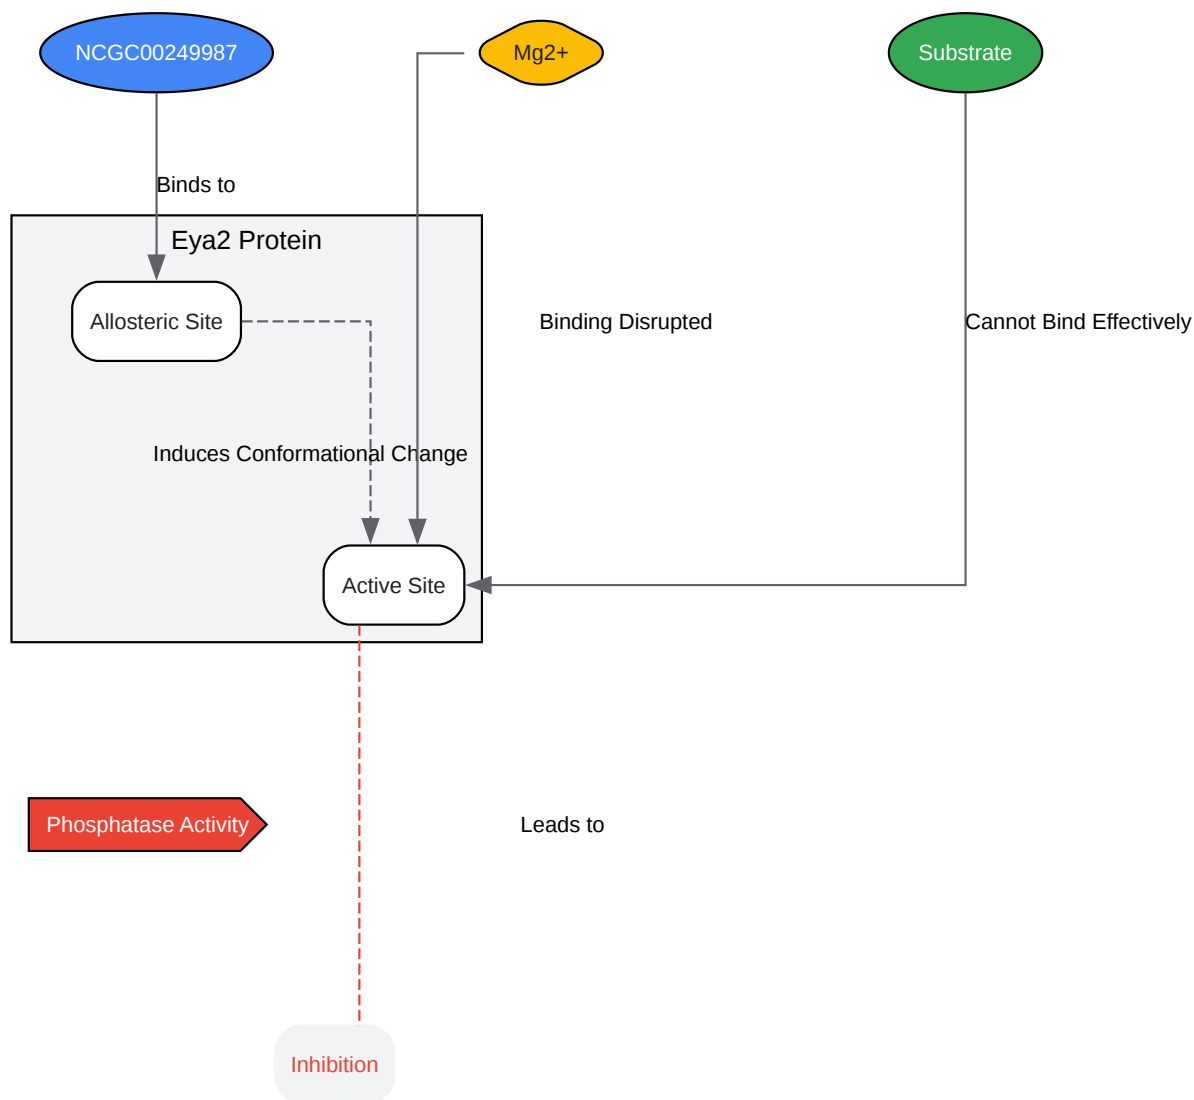 NCGC00249987
Mg2+
Substrate
Binds to
Eya2 Protein
Allosteric Site
Binding Disrupted
Cannot Bind Effectively
Induces Conformational Change
Active Site
Phosphatase Activity
Leads to
Inhibition